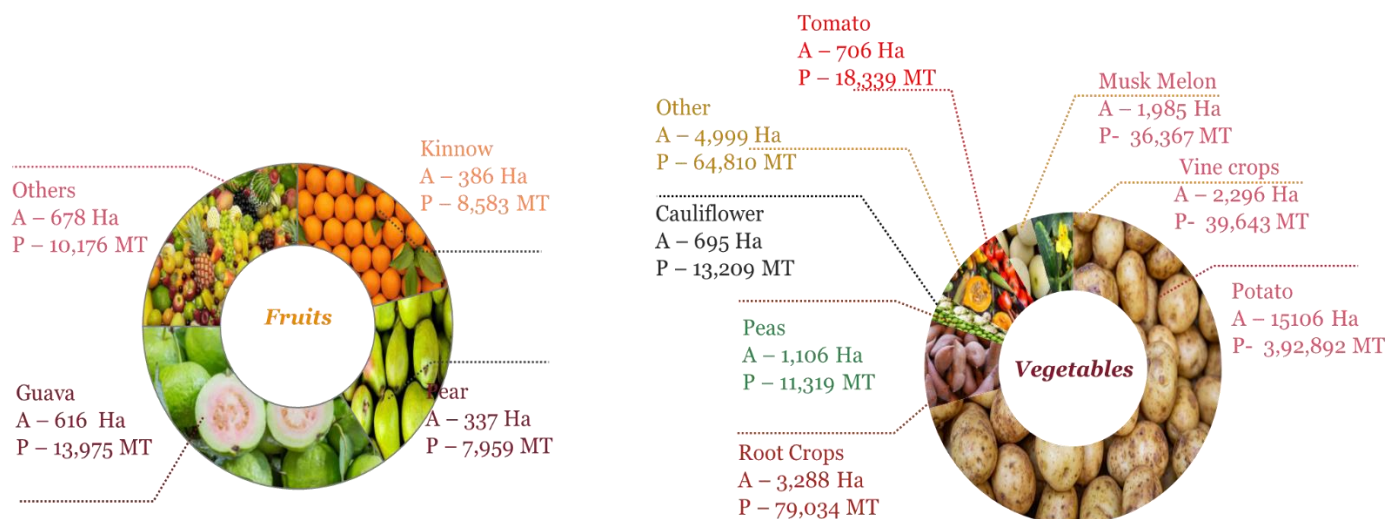 Others
A – 678 Ha
P – 10,176 MT
Kinnow
A – 386 Ha
P – 8,583 MT
Fruits
Guava
A – 616 Ha
P – 13,975 MT
Pear
A – 337 Ha
P – 7,959 MT
Tomato
A – 706 Ha
P – 18,339 MT
Other
A – 4,999 Ha
P – 64,810 MT
Musk Melon
A – 1,985 Ha
P- 36,367 MT
Vine crops
A – 2,296 Ha
P- 39,643 MT
Cauliflower
A – 695 Ha
P – 13,209 MT
Potato
A – 15106 Ha
P- 3,92,892 MT
Peas
A – 1,106 Ha
P – 11,319 MT
Vegetables
Root Crops
A – 3,288 Ha
P – 79,034 MT